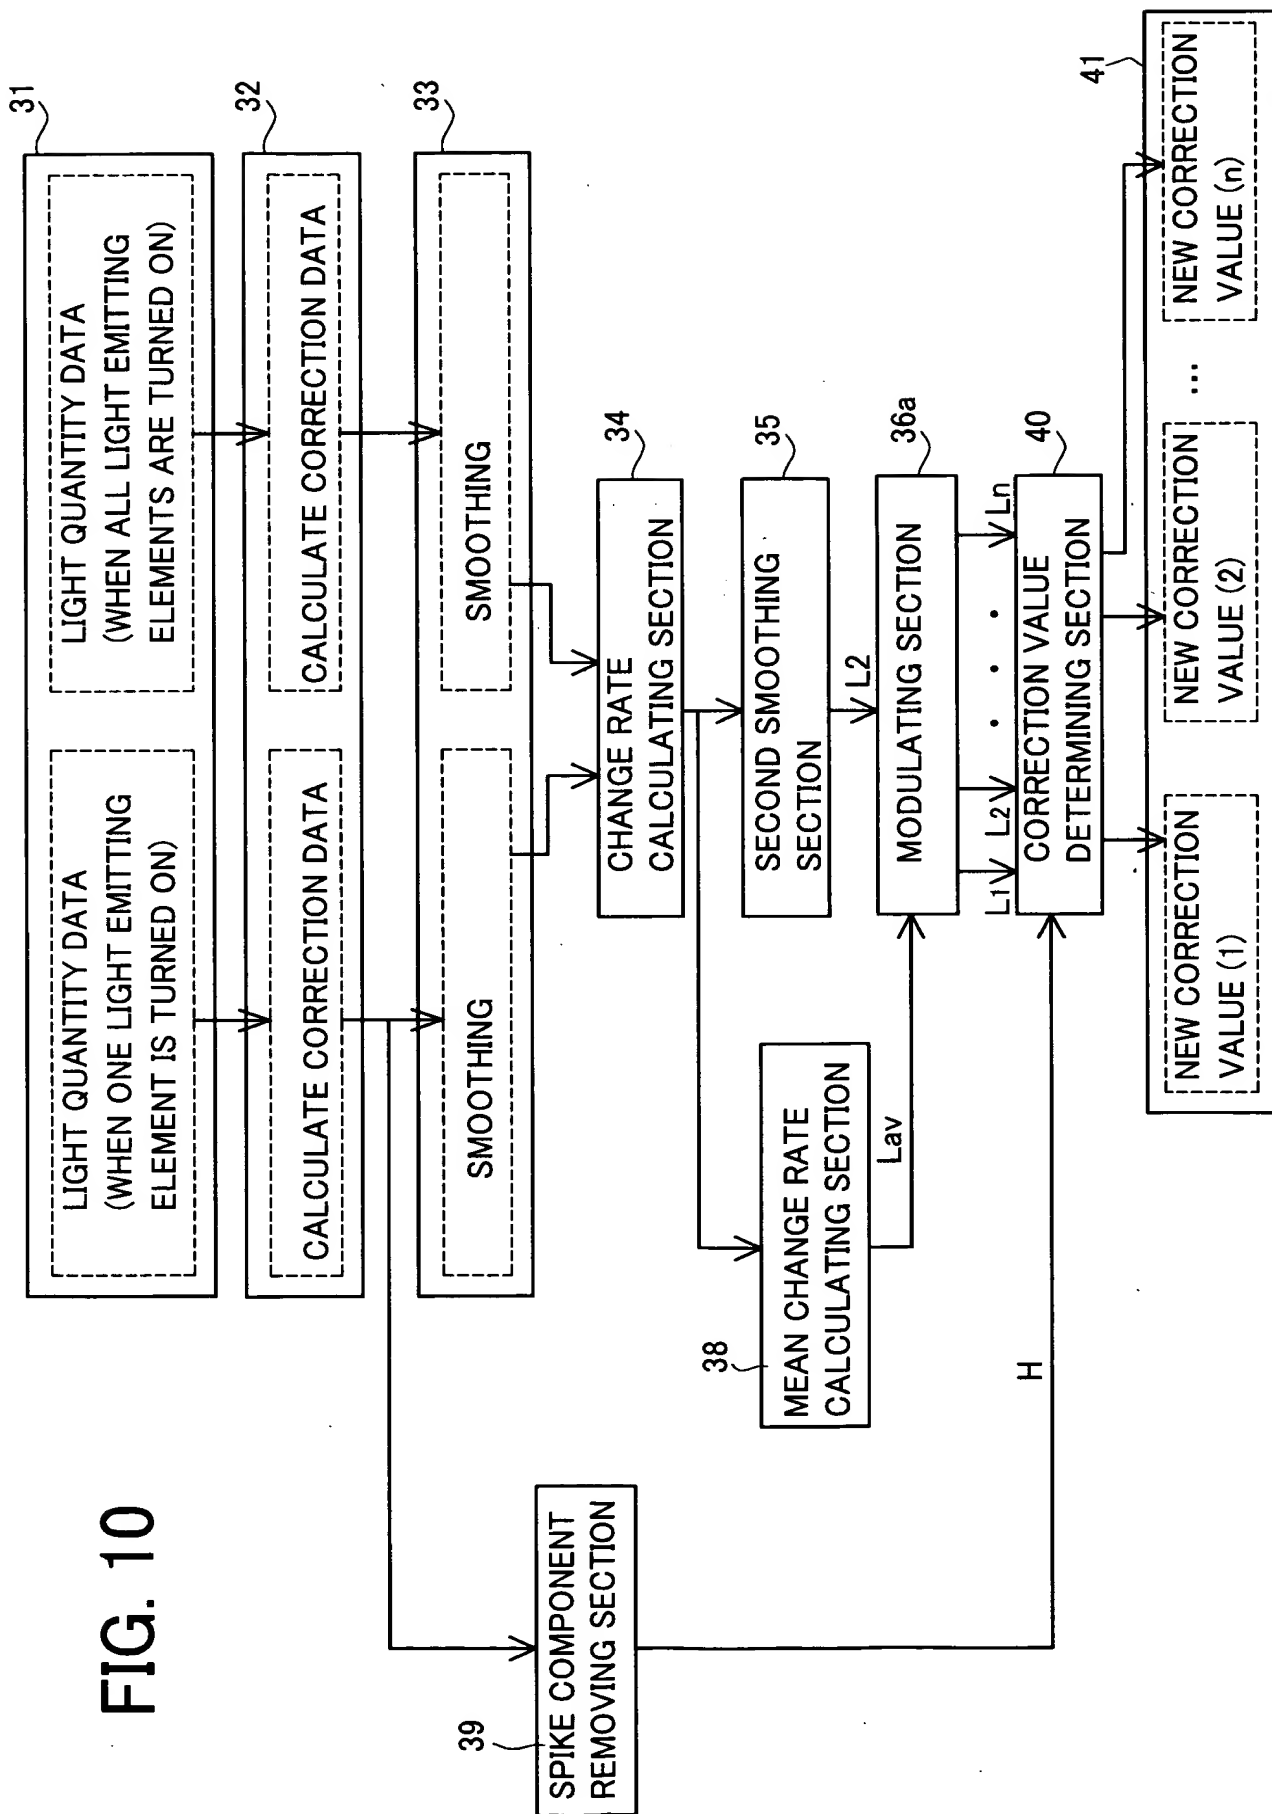 FIG. 10
31
LIGHT QUANTITY DATA
(WHEN ONE LIGHT EMITTING
ELEMENT IS TURNED ON)
LIGHT QUANTITY DATA
(WHEN ALL LIGHT EMITTING
ELEMENTS ARE TURNED ON)
32
CALCULATE CORRECTION DATA
CALCULATE CORRECTION DATA
33
SMOOTHING
SMOOTHING
39
SPIKE COMPONENT
REMOVING SECTION
34
CHANGE RATE
CALCULATING SECTION
38
MEAN CHANGE RATE
CALCULATING SECTION
35
SECOND SMOOTHING
SECTION
L2
Lav
36a
MODULATING SECTION
L1
L2
. . .
Ln
H
40
CORRECTION VALUE
DETERMINING SECTION
41
NEW CORRECTION
VALUE (1)
NEW CORRECTION
VALUE (2)
...
NEW CORRECTION
VALUE (n)